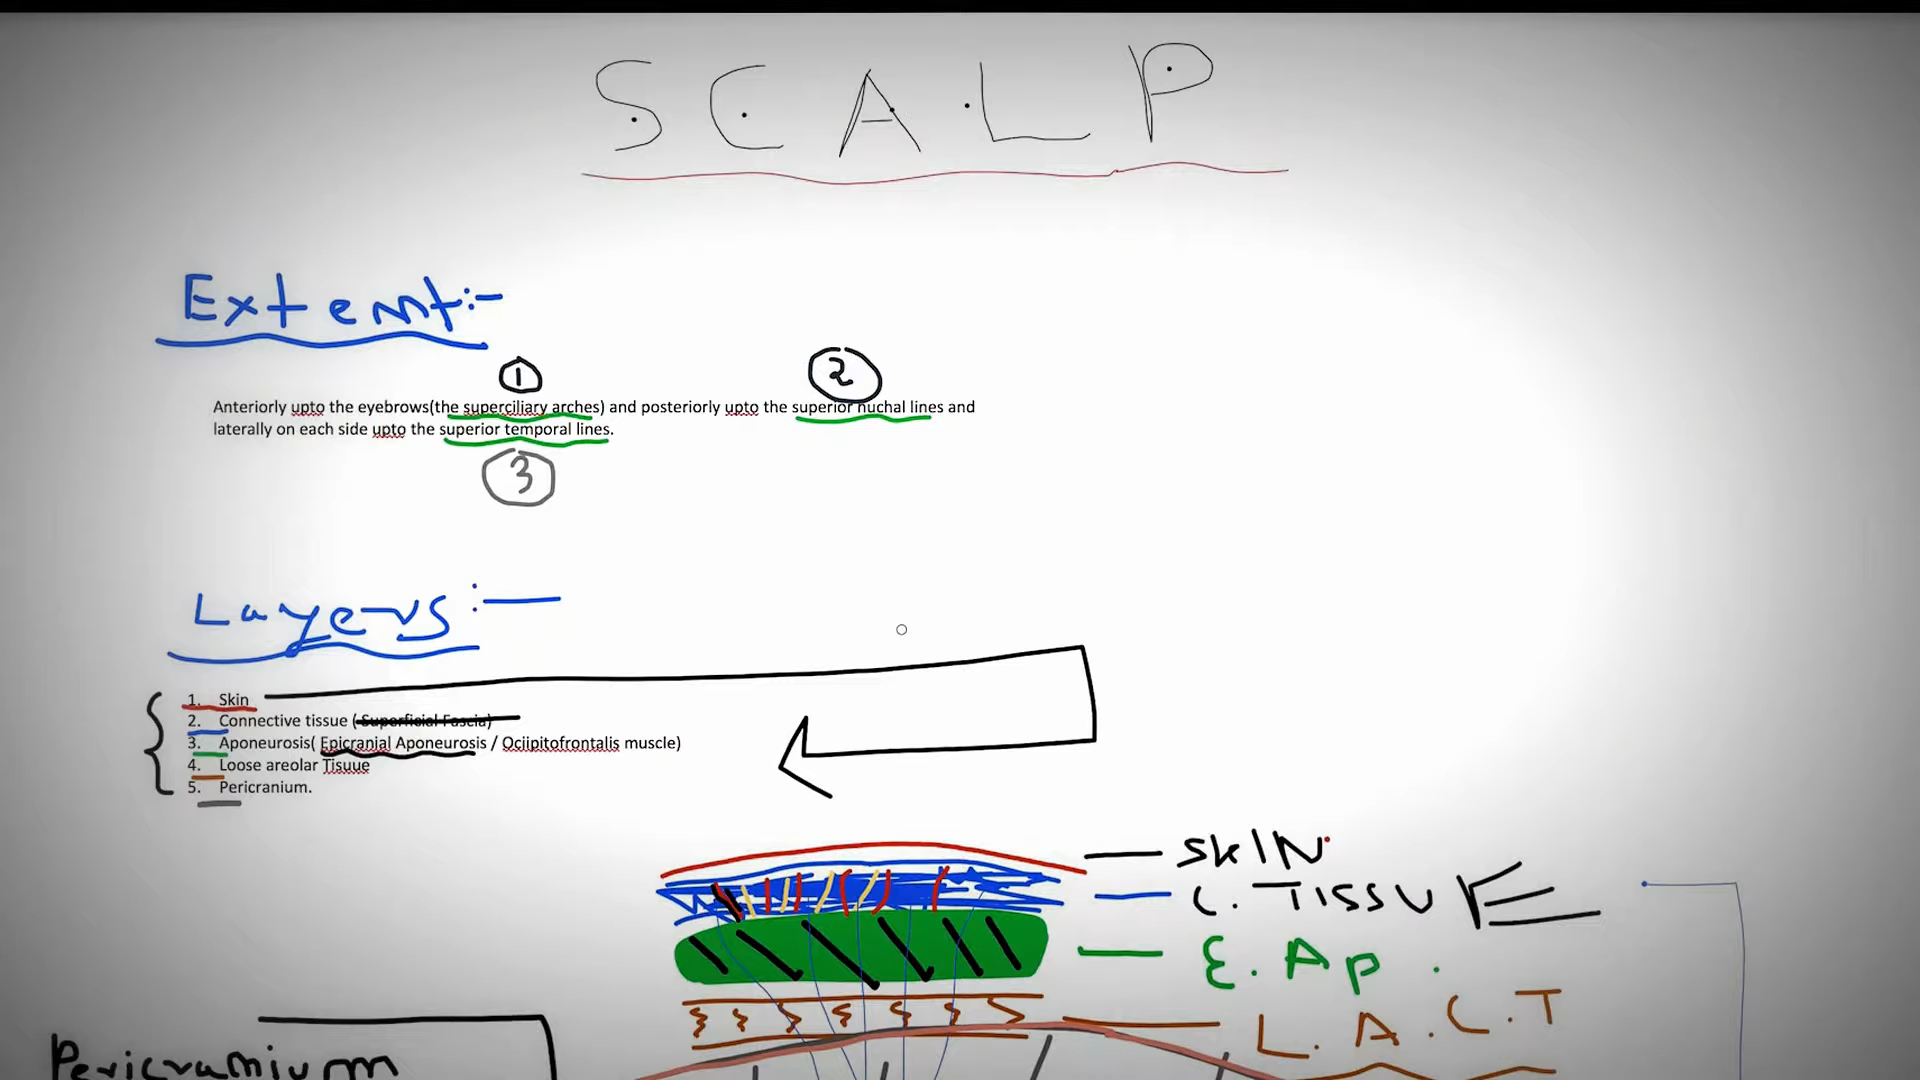 S C A L P
Extent:-
1
2
Anteriorly upto the eyebrows(the superciliary arches) and posteriorly upto the superior nuchal lines and
laterally on each side upto the superior temporal lines.
3
Layers:-
1. Skin
2. Connective tissue ( Superficial Fascia)
3. Aponeurosis( Epicranial Aponeurosis / Ociipitofrontalis muscle)
4. Loose areolar Tisuue
5. Pericranium.
SKIN
C. TISSU
E. Ap.
L. A. C. T
Pericranium